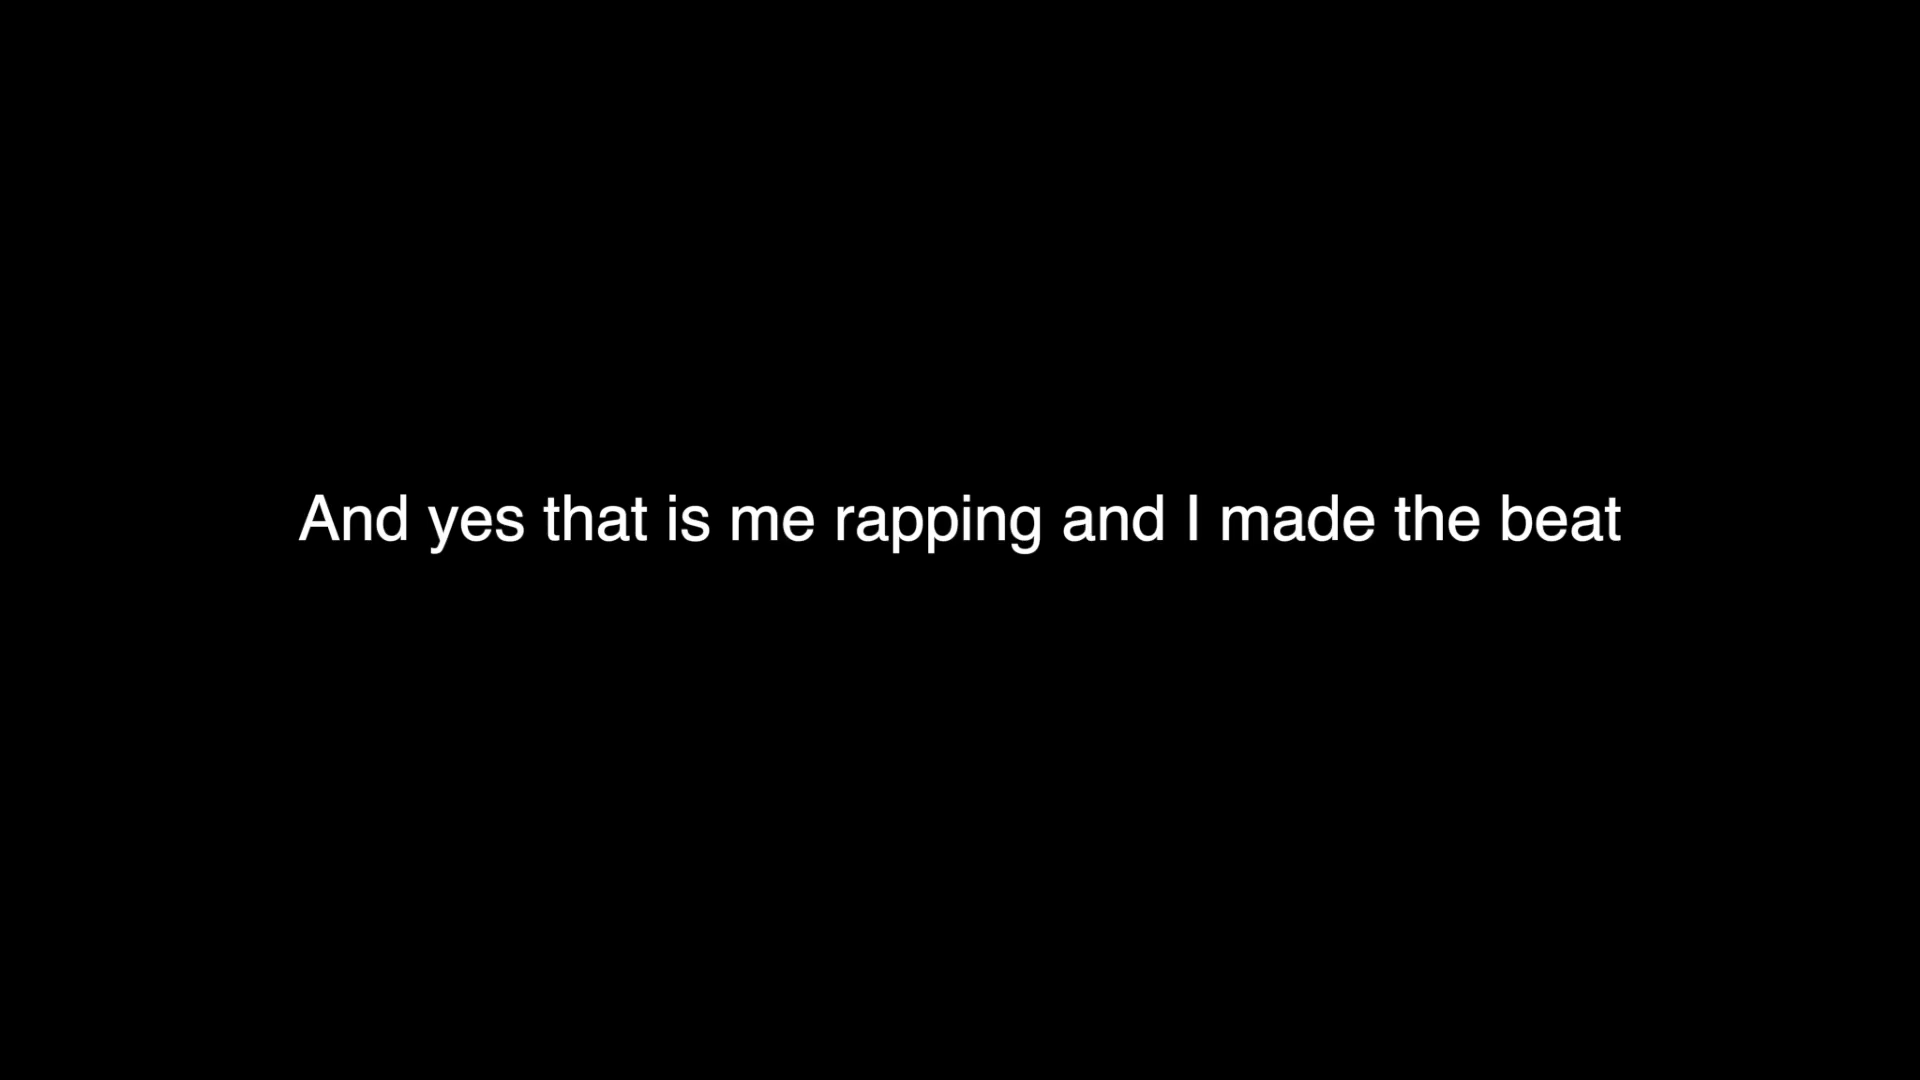 And yes that is me rapping and I made the beat